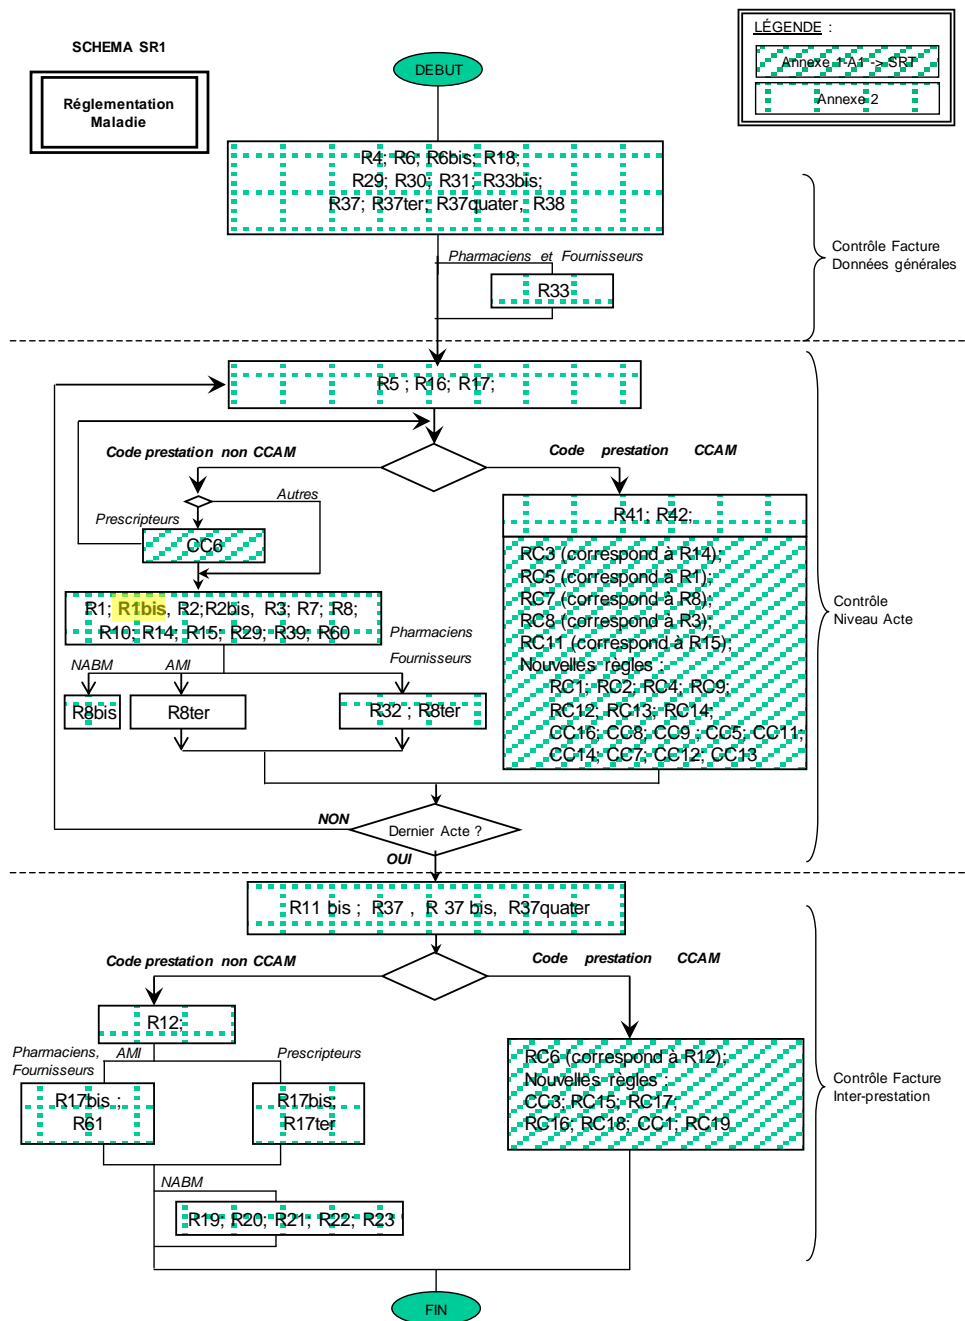 SCHEMA SR1
Réglementation
Maladie
DEBUT
LÉGENDE :
Annexe 1-A1 -> SRT
Annexe 2
R4; R6; R6bis; R18;
R29; R30; R31; R33bis;
R37; R37ter; R37quater, R38
Pharmaciens et Fournisseurs
R33
Contrôle Facture
Données générales
R5 ; R16; R17;
Code prestation non CCAM
Code prestation CCAM
Autres
Prescripteurs
CC6
R1; R1bis, R2;R2bis, R3; R7; R8;
R10; R14; R15; R29; R39; R60
Pharmaciens
Fournisseurs
NABM
AMI
R8bis
R8ter
R32 ; R8ter
R41; R42;
RC3 (correspond à R14);
RC5 (correspond à R1);
RC7 (correspond à R8);
RC8 (correspond à R3);
RC11 (correspond à R15);
Nouvelles règles :
RC1; RC2; RC4; RC9;
RC12; RC13; RC14;
CC16; CC8; CC9 ; CC5; CC11;
CC14; CC7; CC12; CC13
Contrôle
Niveau Acte
NON
Dernier Acte ?
OUI
R11 bis ; R37 , R 37 bis, R37quater
Code prestation non CCAM
Code prestation CCAM
R12;
Pharmaciens,
Fournisseurs
AMI
Prescripteurs
R17bis ;
R61
R17bis;
R17ter
NABM
R19; R20; R21; R22; R23
RC6 (correspond à R12);
Nouvelles règles :
CC3; RC15; RC17;
RC16; RC18; CC1; RC19
Contrôle Facture
Inter-prestation
FIN